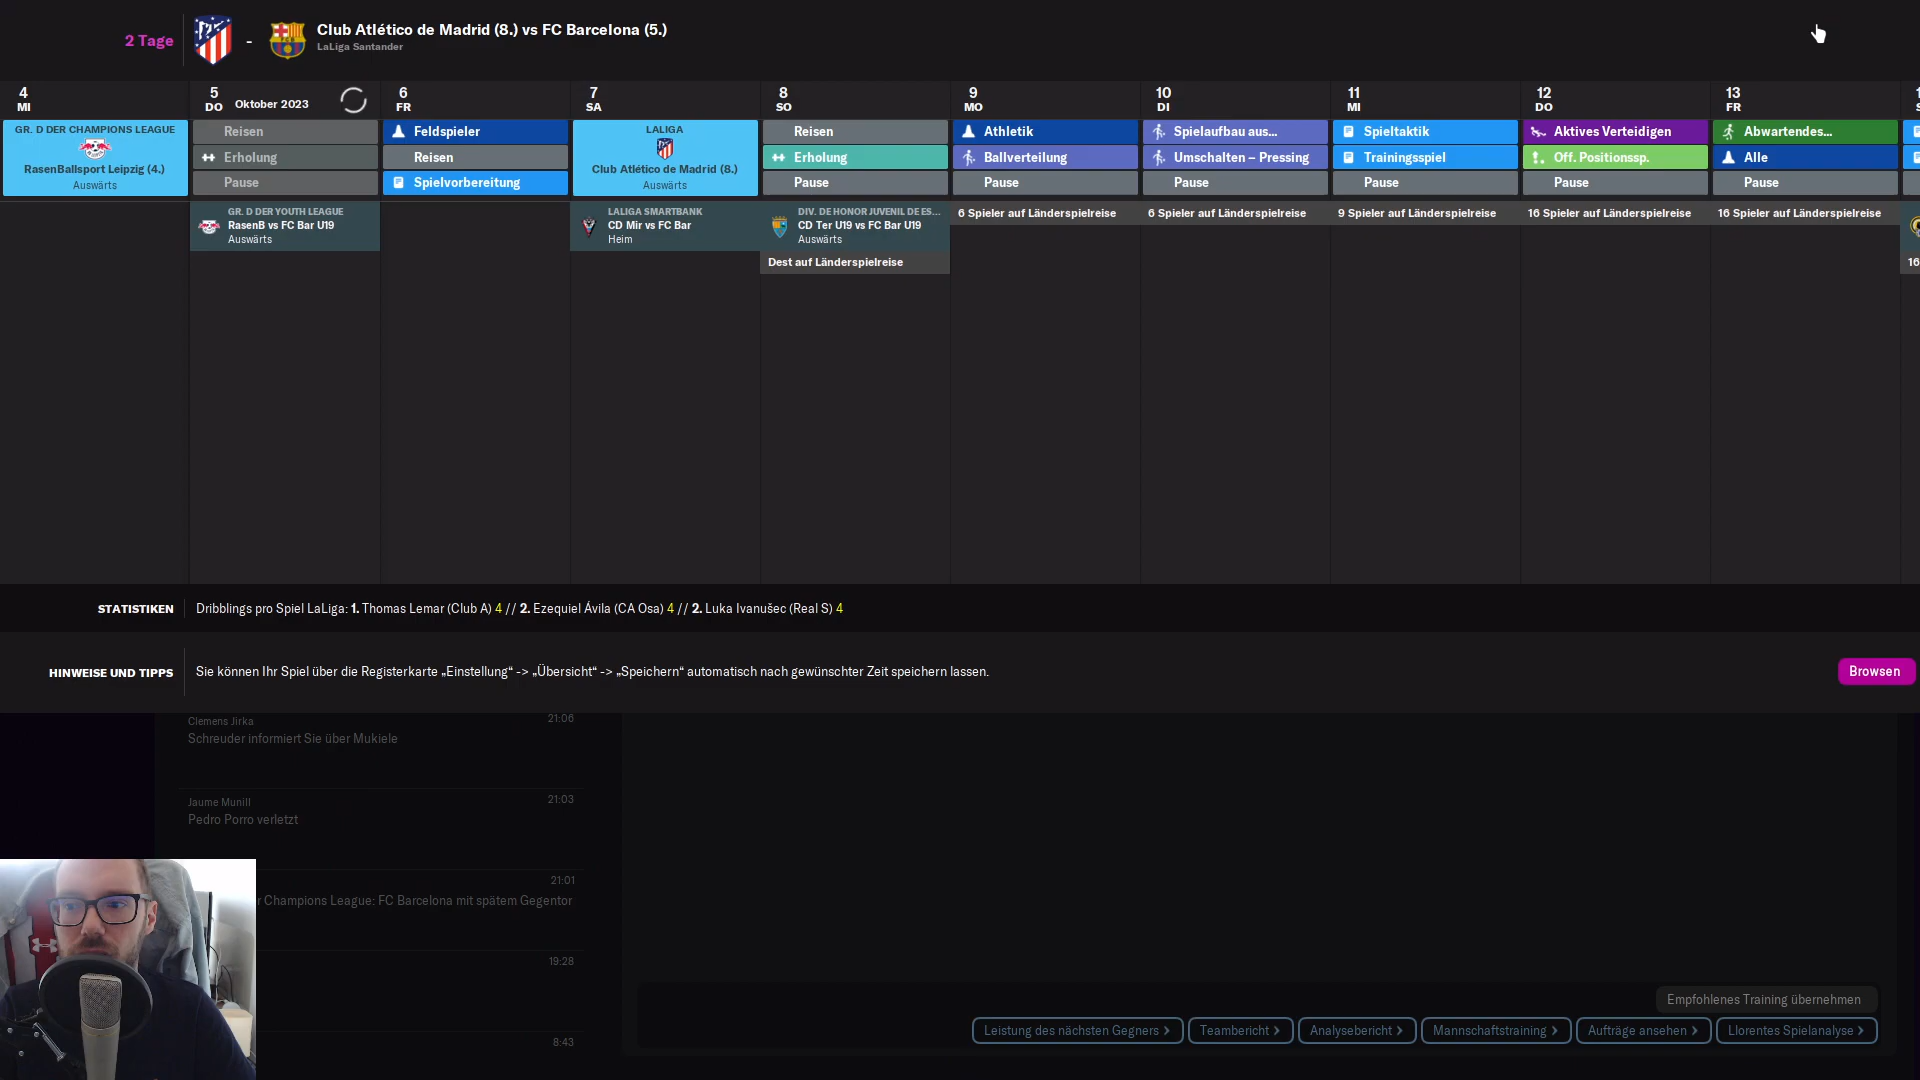 2 Tage
-
Club Atlético de Madrid (8.) vs FC Barcelona (5.)
LaLiga Santander
4
MI
5
DO Oktober 2023
6
FR
7
SA
8
SO
9
MO
10
DI
11
MI
12
DO
13
FR
GR. D DER CHAMPIONS LEAGUE
RasenBallsport Leipzig (4.)
Auswärts
Reisen
Erholung
Pause
Feldspieler
Reisen
Spielvorbereitung
LALIGA
Club Atlético de Madrid (8.)
Auswärts
Reisen
Erholung
Pause
Athletik
Ballverteilung
Pause
Spielaufbau aus...
Umschalten – Pressing
Pause
Spieltaktik
Trainingsspiel
Pause
Aktives Verteidigen
Off. Positionssp.
Pause
Abwartendes...
Alle
Pause
GR. D DER YOUTH LEAGUE
RasenB vs FC Bar U19
Auswärts
LALIGA SMARTBANK
CD Mir vs FC Bar
Heim
DIV. DE HONOR JUVENIL DE ES...
CD Ter U19 vs FC Bar U19
Auswärts
Dest auf Länderspielreise
6 Spieler auf Länderspielreise
6 Spieler auf Länderspielreise
9 Spieler auf Länderspielreise
16 Spieler auf Länderspielreise
16 Spieler auf Länderspielreise
16
STATISTIKEN
Dribblings pro Spiel LaLiga: 1. Thomas Lemar (Club A) 4 // 2. Ezequiel Ávila (CA Osa) 4 // 2. Luka Ivanušec (Real S) 4
HINWEISE UND TIPPS
Sie können Ihr Spiel über die Registerkarte „Einstellung“ -> „Übersicht“ -> „Speichern“ automatisch nach gewünschter Zeit speichern lassen.
Browsen
Clemens Jirka
21:06
Schreuder informiert Sie über Mukiele
Jaume Munill
21:03
Pedro Porro verletzt
21:01
r Champions League: FC Barcelona mit spätem Gegentor
19:28
8:43
Empfohlenes Training übernehmen
Leistung des nächsten Gegners >
Teambericht >
Analysebericht >
Mannschaftstraining >
Aufträge ansehen >
Llorentes Spielanalyse >